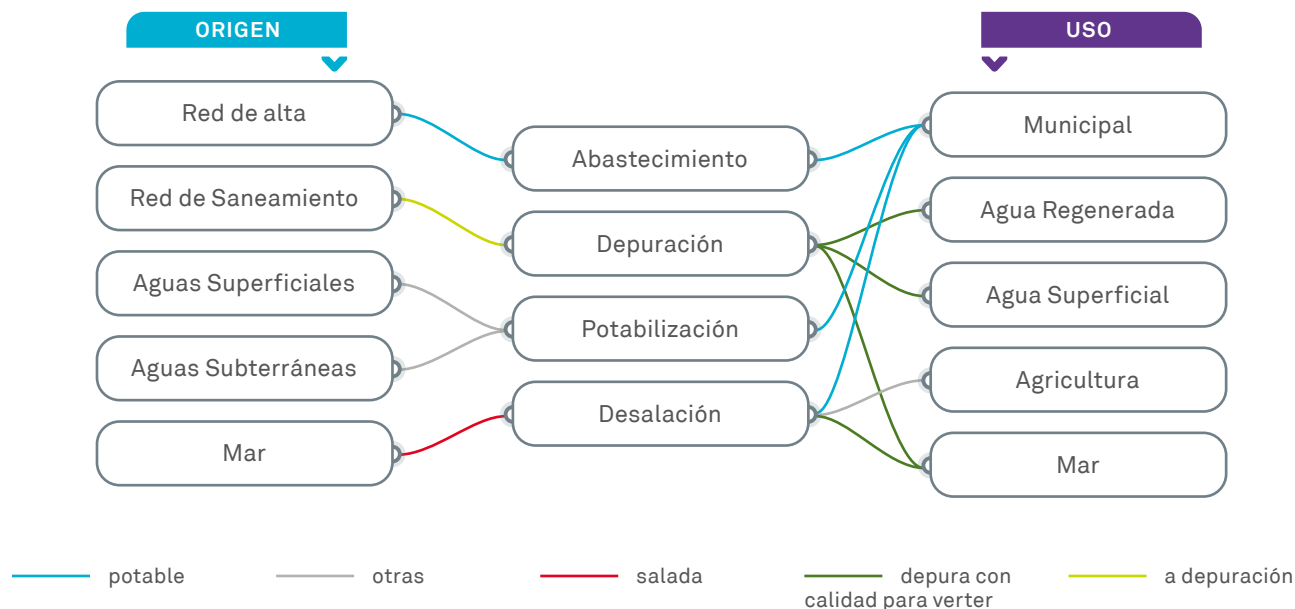 ORIGEN
USO
Red de alta
Red de Saneamiento
Aguas Superficiales
Aguas Subterráneas
Mar
Abastecimiento
Depuración
Potabilización
Desalación
Municipal
Agua Regenerada
Agua Superficial
Agricultura
Mar
potable
otras
salada
depura con
calidad para verter
a depuración